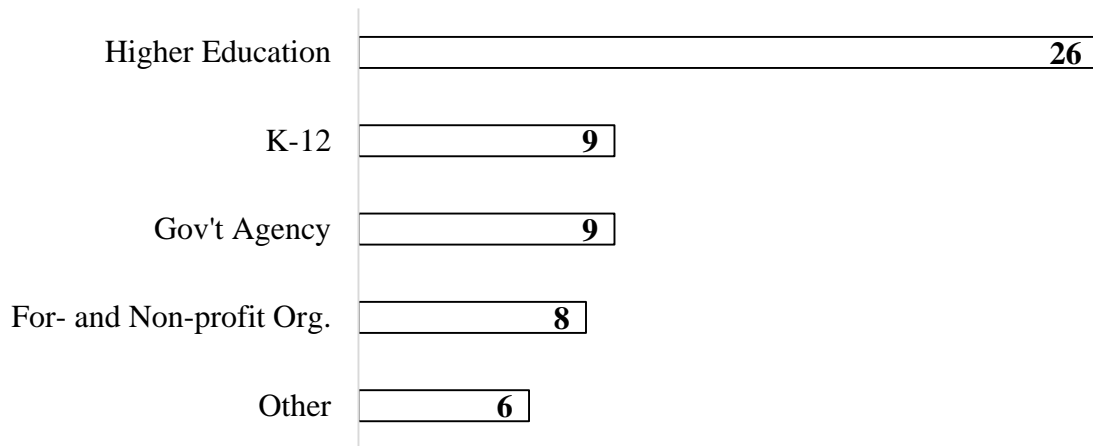 Higher Education 26
K-12 9
Gov't Agency 9
For- and Non-profit Org. 8
Other 6